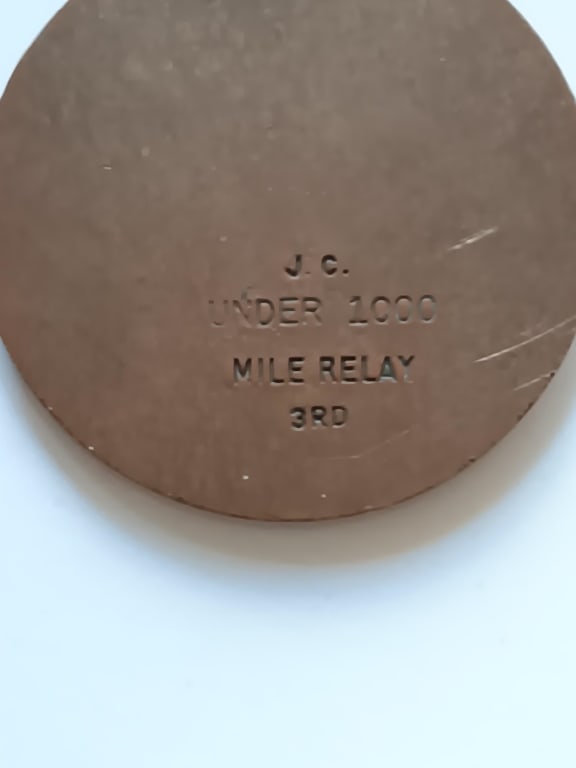 J. C.
UNDER 1000
MILE RELAY
3RD